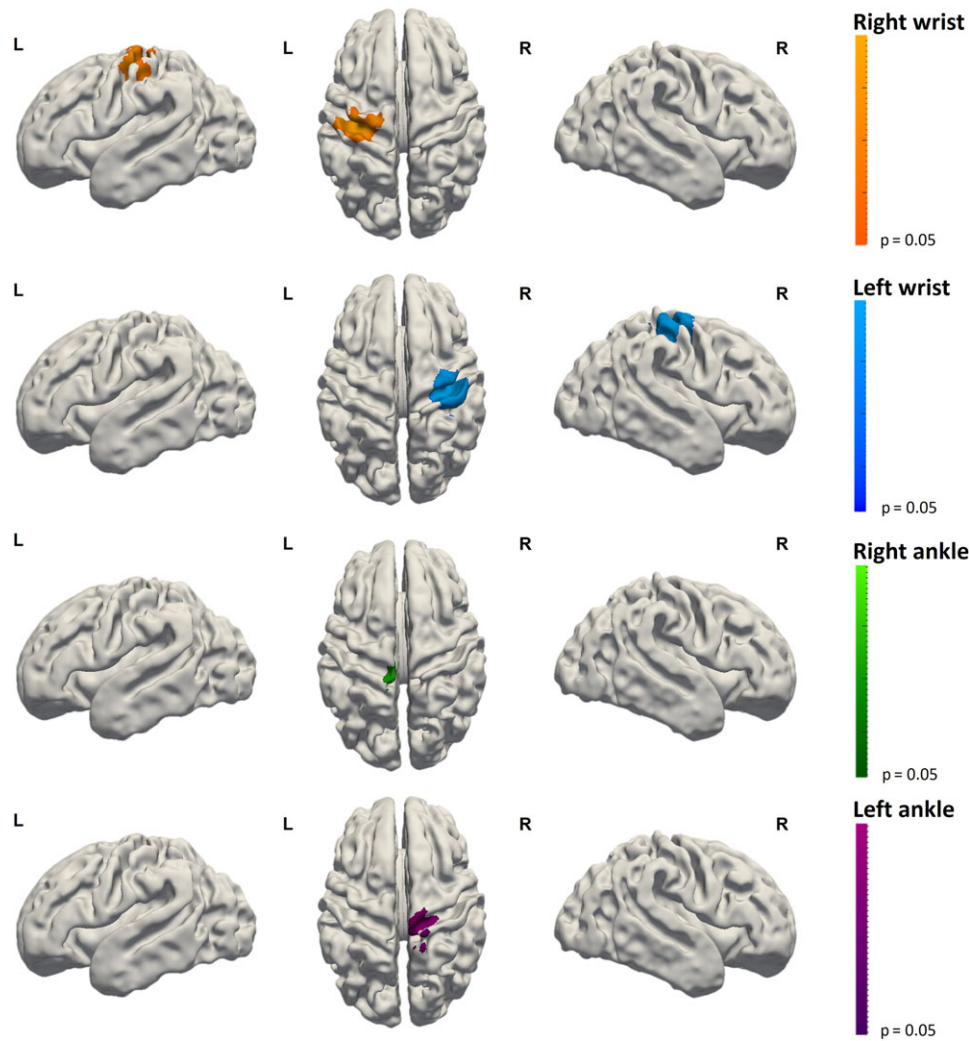 Right wrist
L L R R
p = 0.05
Left wrist
L L R R
p = 0.05
Right ankle
L L R R
p = 0.05
Left ankle
L L R R
p = 0.05